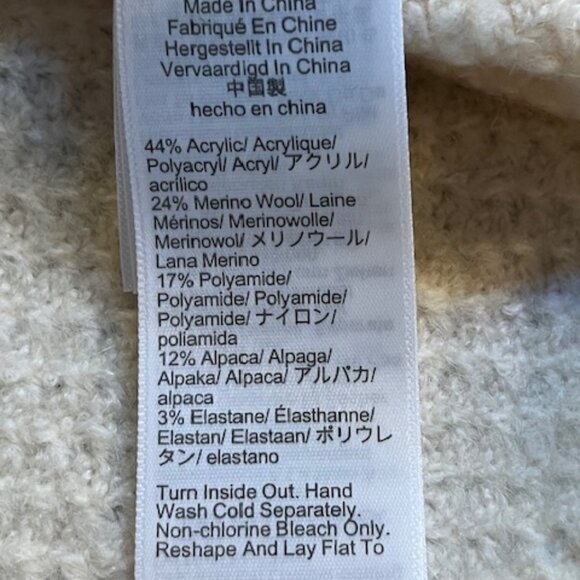 Made In China
Fabriqué En Chine
Hergestellt In China
Vervaardigd In China
中国製
hecho en china
44% Acrylic/ Acrylique/
Polyacryl/ Acryl/ アクリル/
acrilico
24% Merino Wool/ Laine
Mérinos/ Merinowolle/
Merinowol/ メリノウール/
Lana Merino
17% Polyamide/
Polyamide/ Polyamide/
Polyamide/ ナイロン/
poliamida
12% Alpaca/ Alpaga/
Alpaka/ Alpaca/ アルパカ/
alpaca
3% Elastane/ Élasthanne/
Elastan/ Elastaan/ ポリウレ
タン/ elastano
Turn Inside Out. Hand
Wash Cold Separately.
Non-chlorine Bleach Only.
Reshape And Lay Flat To